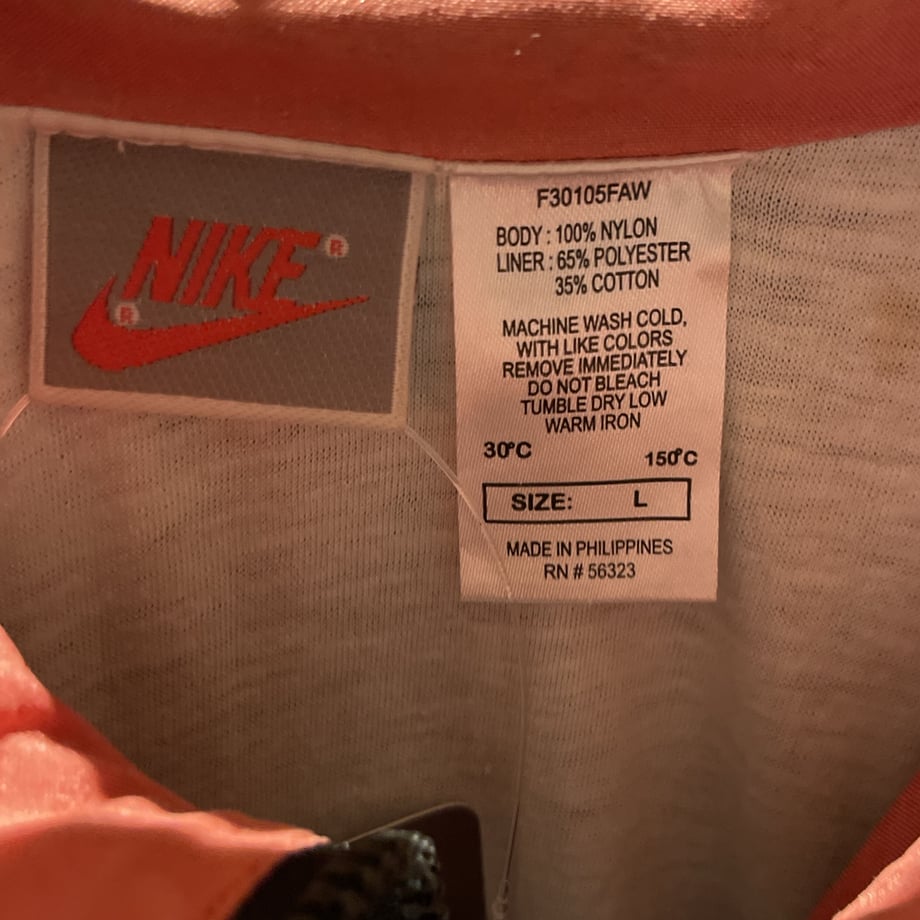 NIKE ®
®
F30105FAW
BODY : 100% NYLON
LINER : 65% POLYESTER
35% COTTON
MACHINE WASH COLD,
WITH LIKE COLORS
REMOVE IMMEDIATELY
DO NOT BLEACH
TUMBLE DRY LOW
WARM IRON
30°C
150°C
SIZE: L
MADE IN PHILIPPINES
RN # 56323